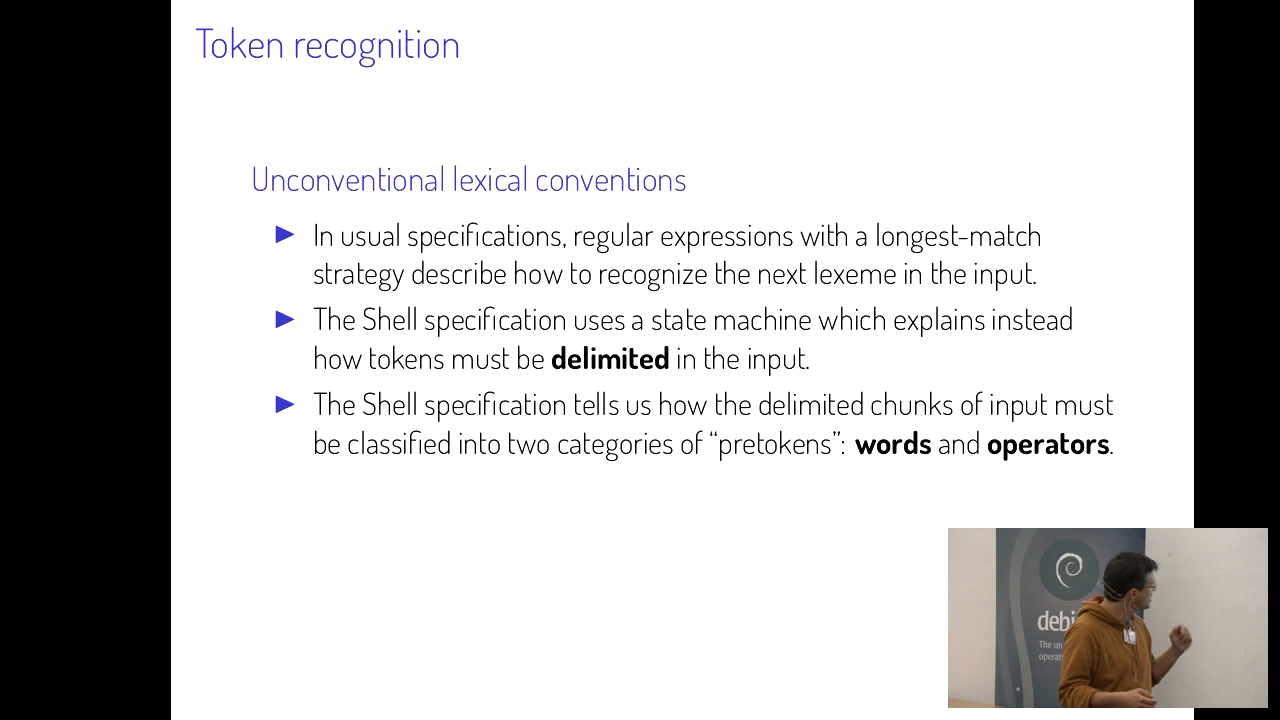 Token recognition
Unconventional lexical conventions
In usual specifications, regular expressions with a longest-match
strategy describe how to recognize the next lexeme in the input.
The Shell specification uses a state machine which explains instead
how tokens must be delimited in the input.
The Shell specification tells us how the delimited chunks of input must
be classified into two categories of “pretokens”: words and operators.
The un